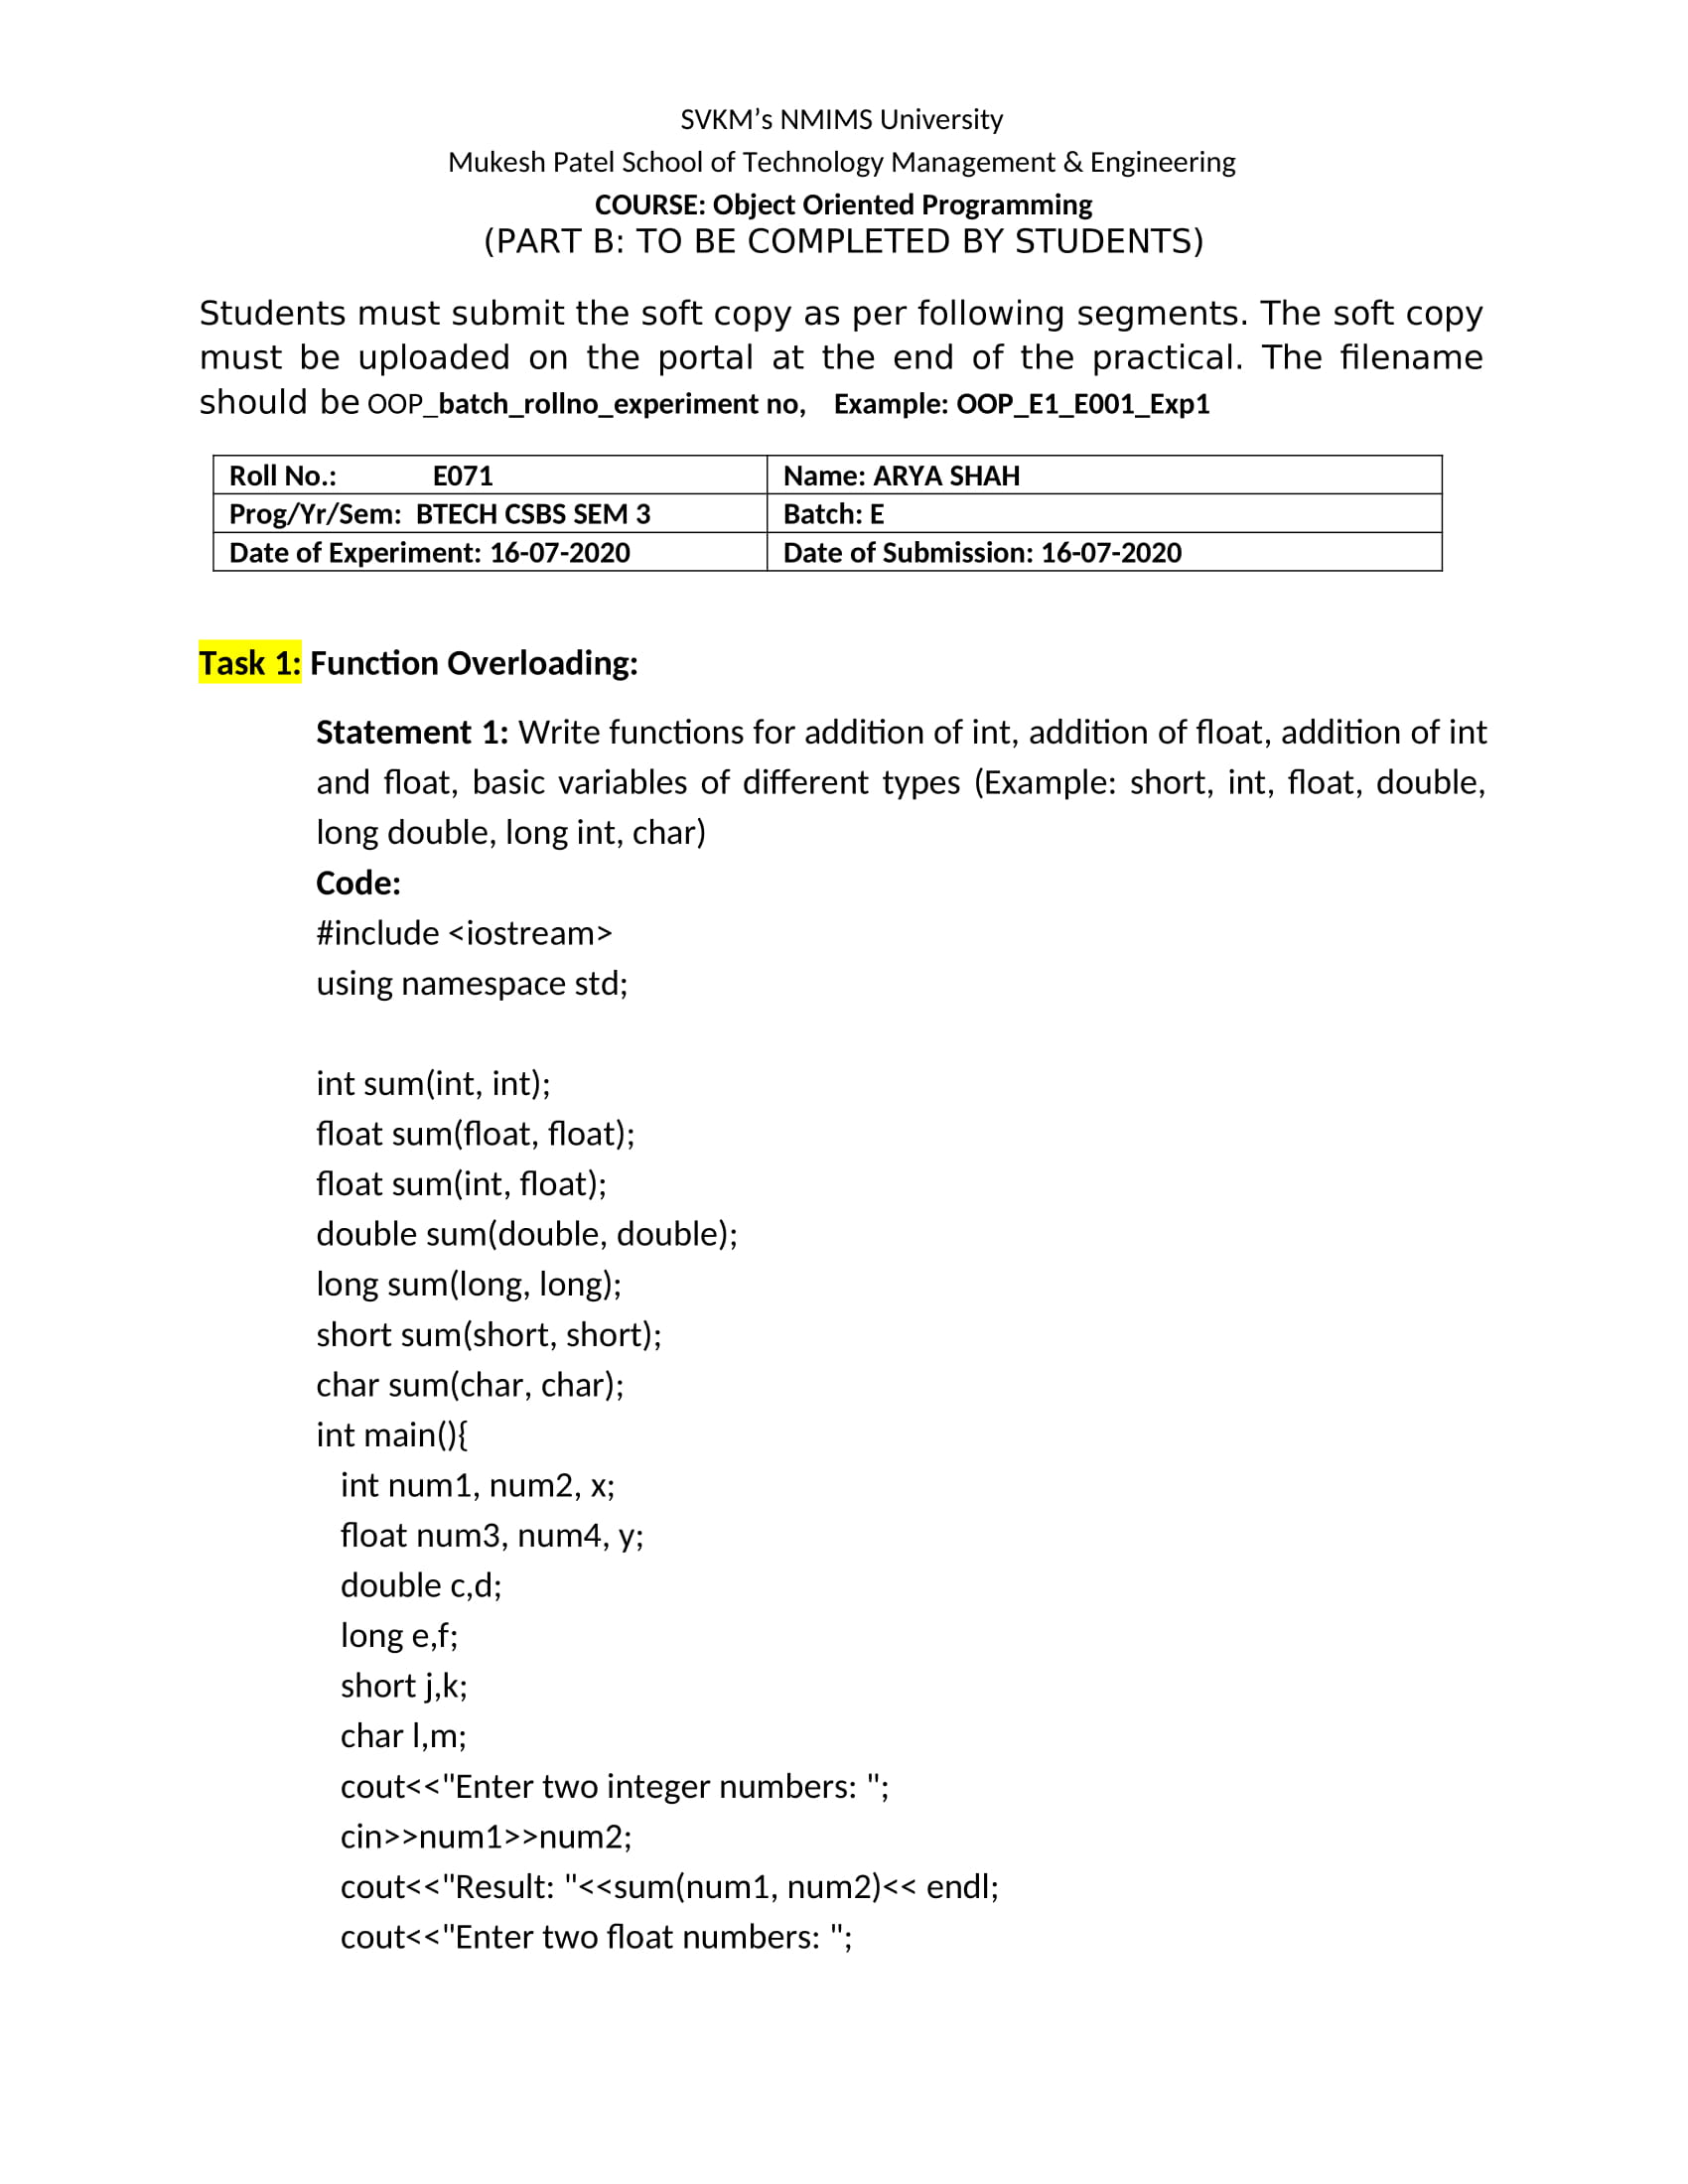 SVKM’s NMIMS University
Mukesh Patel School of Technology Management & Engineering
COURSE: Object Oriented Programming
(PART B: TO BE COMPLETED BY STUDENTS)
Students must submit the soft copy as per following segments. The soft copy
must be uploaded on the portal at the end of the practical. The filename
should be OOP_batch_rollno_experiment no, Example: OOP_E1_E001_Exp1
Roll No.: E071 Name: ARYA SHAH
Prog/Yr/Sem: BTECH CSBS SEM 3 Batch: E
Date of Experiment: 16-07-2020 Date of Submission: 16-07-2020
Task 1: Function Overloading:
Statement 1: Write functions for addition of int, addition of float, addition of int
and float, basic variables of different types (Example: short, int, float, double,
long double, long int, char)
Code:
#include <iostream>
using namespace std;
int sum(int, int);
float sum(float, float);
float sum(int, float);
double sum(double, double);
long sum(long, long);
short sum(short, short);
char sum(char, char);
int main(){
int num1, num2, x;
float num3, num4, y;
double c,d;
long e,f;
short j,k;
char l,m;
cout<<"Enter two integer numbers: ";
cin>>num1>>num2;
cout<<"Result: "<<sum(num1, num2)<< endl;
cout<<"Enter two float numbers: ";